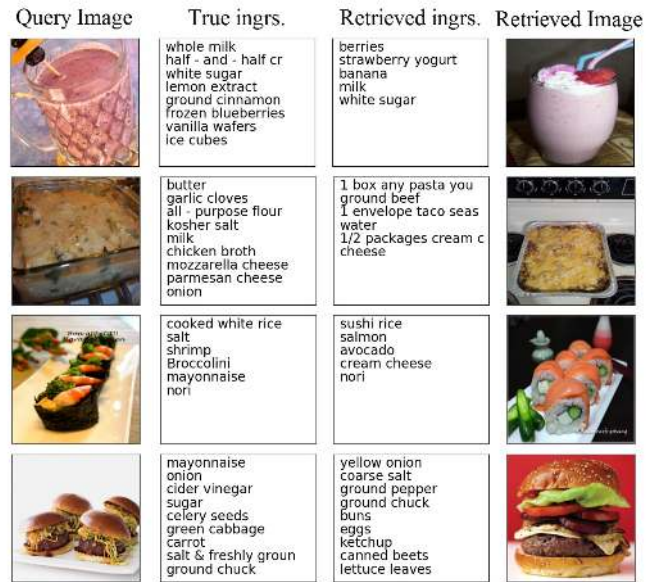 Query Image
True ingrs.
Retrieved ingrs.
Retrieved Image
whole milk
half - and - half cr
white sugar
lemon extract
ground cinnamon
frozen blueberries
vanilla wafers
ice cubes
berries
strawberry yogurt
banana
milk
white sugar
butter
garlic cloves
all - purpose flour
kosher salt
milk
chicken broth
mozzarella cheese
parmesan cheese
onion
1 box any pasta you
ground beef
1 envelope taco seas
water
1/2 packages cream c
cheese
cooked white rice
salt
shrimp
Broccolini
mayonnaise
nori
sushi rice
salmon
avocado
cream cheese
nori
mayonnaise
onion
cider vinegar
sugar
celery seeds
green cabbage
carrot
salt & freshly groun
ground chuck
yellow onion
coarse salt
ground pepper
ground chuck
buns
eggs
ketchup
canned beets
lettuce leaves